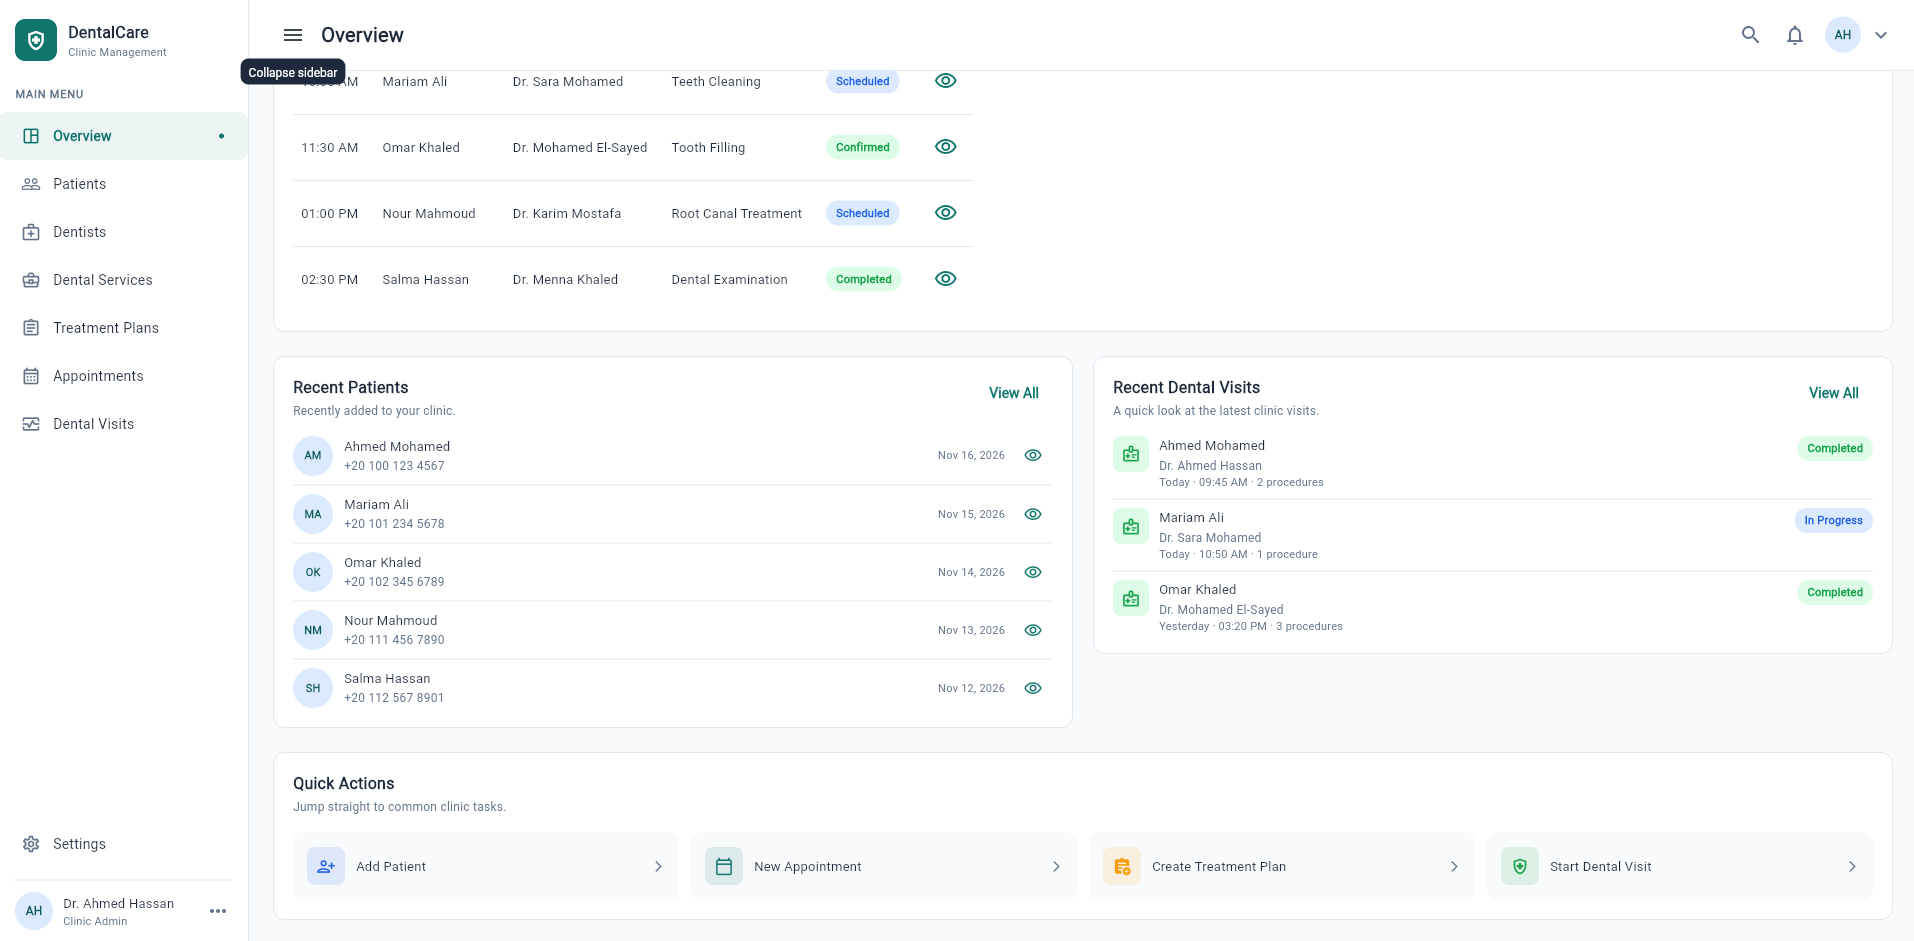 DentalCare
Clinic Management
MAIN MENU
Overview
Patients
Dentists
Dental Services
Treatment Plans
Appointments
Dental Visits
Settings
AH
Dr. Ahmed Hassan
Clinic Admin
Overview
AH
Collapse sidebar
AM Mariam Ali Dr. Sara Mohamed Teeth Cleaning Scheduled
11:30 AM Omar Khaled Dr. Mohamed El-Sayed Tooth Filling Confirmed
01:00 PM Nour Mahmoud Dr. Karim Mostafa Root Canal Treatment Scheduled
02:30 PM Salma Hassan Dr. Menna Khaled Dental Examination Completed
Recent Patients
View All
Recently added to your clinic.
AM Ahmed Mohamed
+20 100 123 4567
Nov 16, 2026
MA Mariam Ali
+20 101 234 5678
Nov 15, 2026
OK Omar Khaled
+20 102 345 6789
Nov 14, 2026
NM Nour Mahmoud
+20 111 456 7890
Nov 13, 2026
SH Salma Hassan
+20 112 567 8901
Nov 12, 2026
Recent Dental Visits
View All
A quick look at the latest clinic visits.
Ahmed Mohamed Completed
Dr. Ahmed Hassan
Today · 09:45 AM · 2 procedures
Mariam Ali In Progress
Dr. Sara Mohamed
Today · 10:50 AM · 1 procedure
Omar Khaled Completed
Dr. Mohamed El-Sayed
Yesterday · 03:20 PM · 3 procedures
Quick Actions
Jump straight to common clinic tasks.
Add Patient
New Appointment
Create Treatment Plan
Start Dental Visit